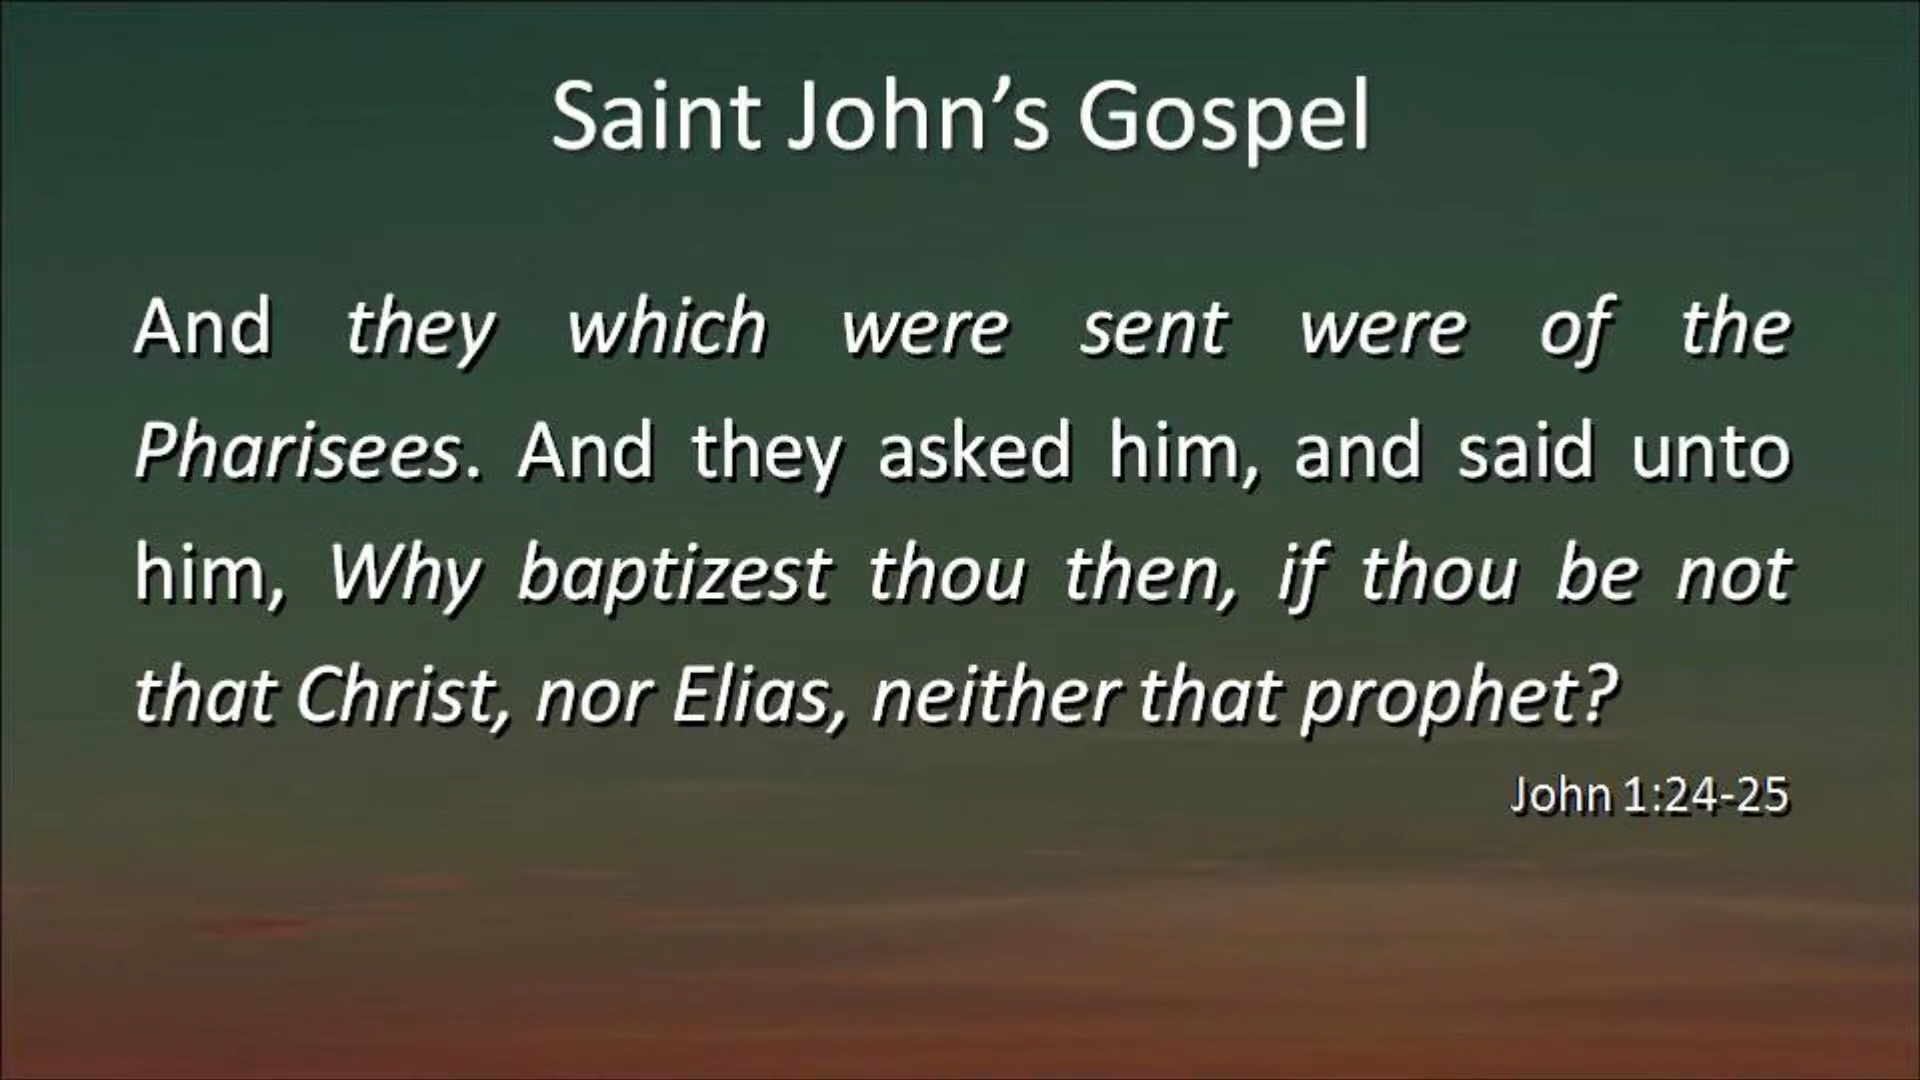 Saint John’s Gospel
And they which were sent were of the
Pharisees. And they asked him, and said unto
him, Why baptizest thou then, if thou be not
that Christ, nor Elias, neither that prophet?
John 1:24-25